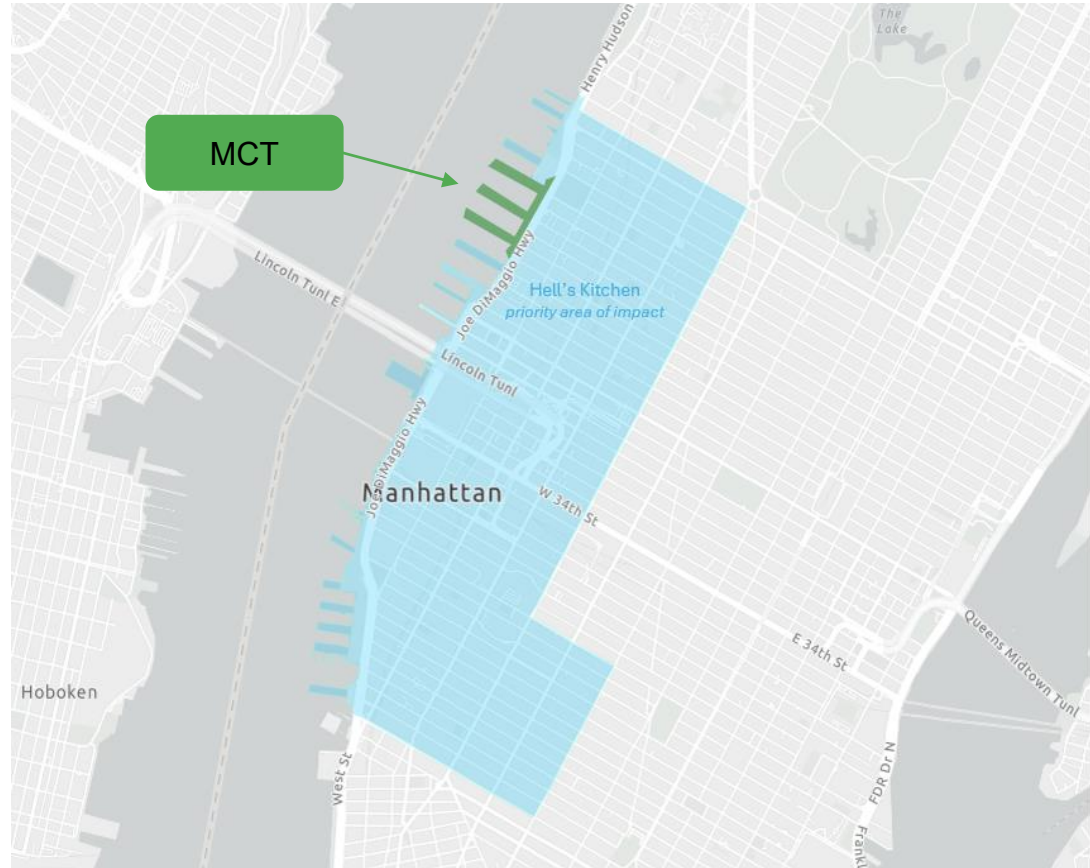 The
Lake
Henry Hudson
MCT
Lincoln Tunl E
Joe DiMaggio Hwy
Hell's Kitchen
priority area of impact
Lincoln Tunl
Joe DiMaggio Hwy
Manhattan
W 34th St
E 34th St
Queens Midtown Tunl
Hoboken
West St
FDR Dr N
Frankl